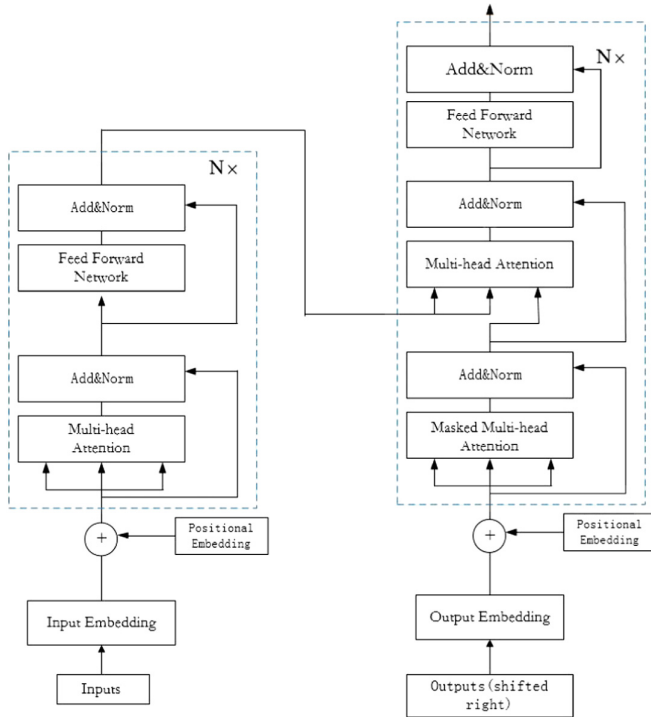 N×
Add&Norm
Feed Forward
Network
Add&Norm
Multi-head
Attention
+
Positional
Embedding
Input Embedding
Inputs
N×
Add&Norm
Feed Forward
Network
Add&Norm
Multi-head Attention
Add&Norm
Masked Multi-head
Attention
+
Positional
Embedding
Output Embedding
Outputs(shifted
right)